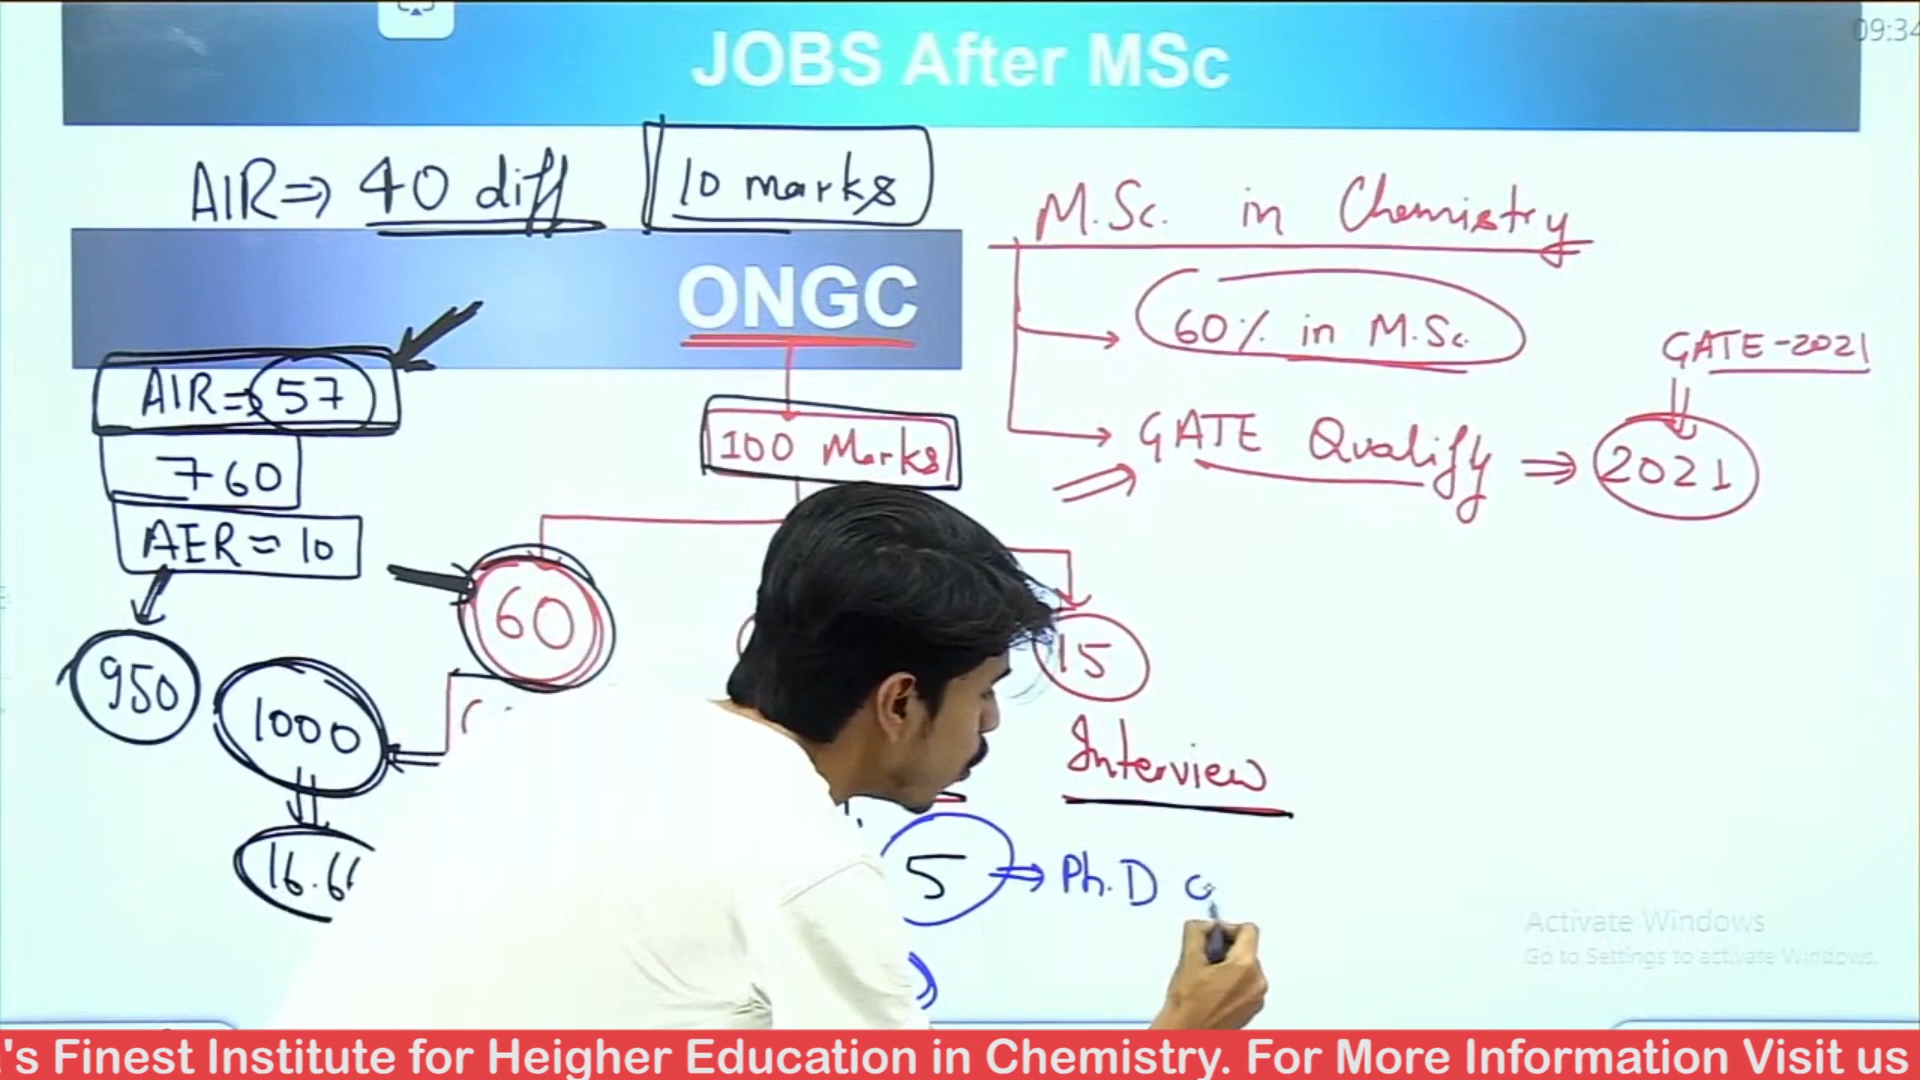 09:34
JOBS After MSc
AIR ⇒ 40 diff
10 marks
M.Sc. in Chemistry
ONGC
60% in M.Sc.
GATE-2021
AIR ⇒ 57
100 Marks
GATE Qualify ⇒ 2021
760
AER = 10
60
15
950
1000
Interview
16.6
5 ⇒ Ph.D
Activate Windows
Go to Settings to activate Windows.
's Finest Institute for Heigher Education in Chemistry. For More Information Visit us